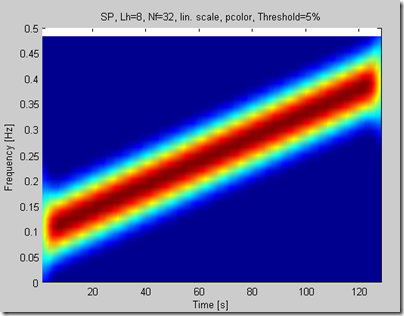 SP, Lh=8, Nf=32, lin. scale, pcolor, Threshold=5%
0.5
0.45
0.4
0.35
0.3
0.25
0.2
0.15
0.1
0.05
0
Frequency [Hz]
20 40 60 80 100 120
Time [s]